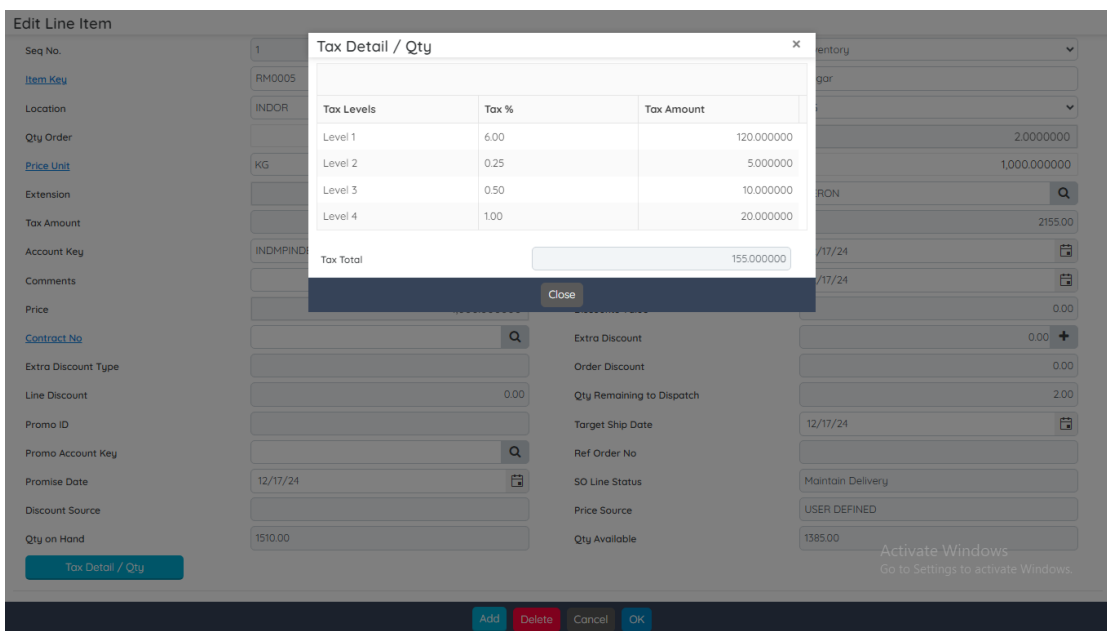 Edit Line Item
Tax Detail / Qty ×
Seq No. 1 ventory
Item Key RM0005 gar
Location INDOR
Tax Levels Tax % Tax Amount
Qty Order 2.0000000
Level 1 6.00 120.000000
Price Unit KG 1,000.000000
Level 2 0.25 5.000000
Extension RON
Level 3 0.50 10.000000
Tax Amount 2155.00
Level 4 1.00 20.000000
Account Key INDMPINDE /17/24
Tax Total 155.000000
Comments /17/24
Close
Price 0.00
Contract No Extra Discount 0.00 +
Extra Discount Type Order Discount 0.00
Line Discount 0.00 Qty Remaining to Dispatch 2.00
Promo ID Target Ship Date 12/17/24
Promo Account Key Ref Order No
Promise Date 12/17/24 SO Line Status Maintain Delivery
Discount Source Price Source USER DEFINED
Qty on Hand 1510.00 Qty Available 1385.00
Activate Windows
Tax Detail / Qty Go to Settings to activate Windows.
Add Delete Cancel OK